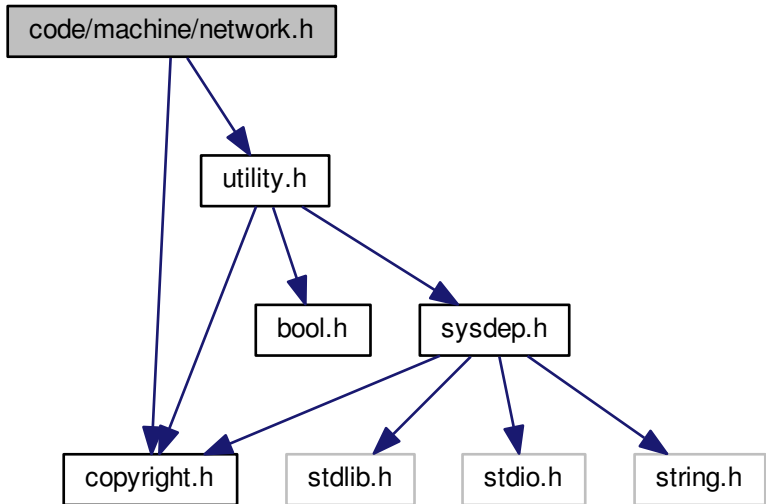 code/machine/network.h
utility.h
bool.h
sysdep.h
copyright.h
stdlib.h
stdio.h
string.h